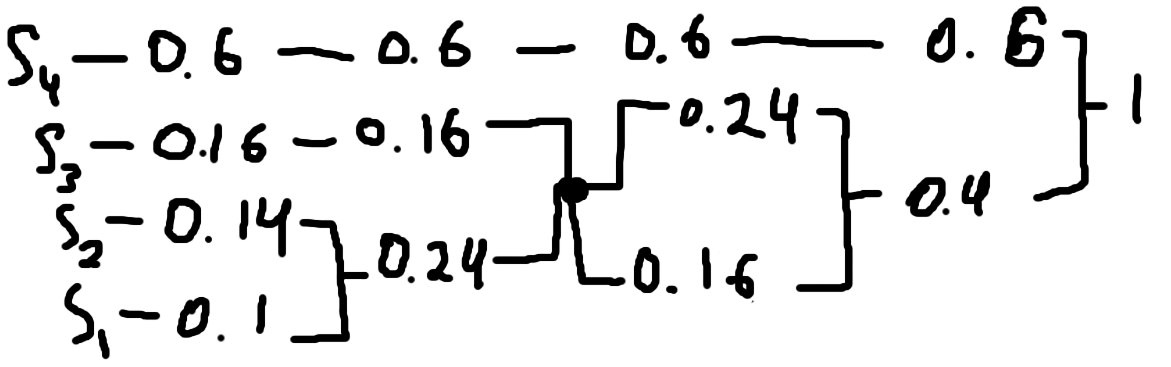 S4 — 0.6 — 0.6 — 0.6 — 0.6
1
S3 — 0.16 — 0.16 0.24
S2 — 0.14 0.24 0.4
S1 — 0.1 0.16